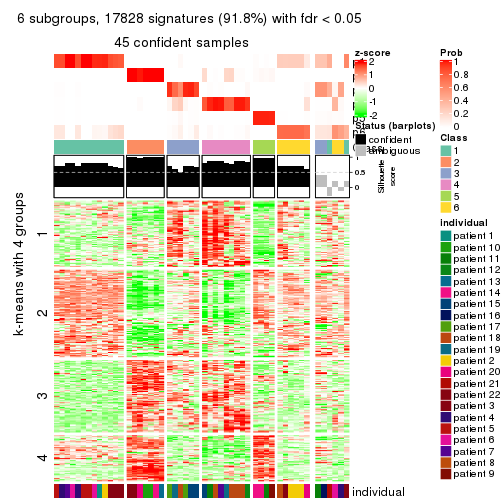 6 subgroups, 17828 signatures (91.8%) with fdr < 0.05
45 confident samples
z-score
2
1
0
-1
-2
Status (barplots)
confident
ambiguous
1
0.5
0
Silhouette
score
k-means with 4 groups
1
2
3
4
individual
Prob
1
0.8
0.6
0.4
0.2
0
Class
1
2
3
4
5
6
individual
patient 1
patient 10
patient 11
patient 12
patient 13
patient 14
patient 15
patient 16
patient 17
patient 18
patient 19
patient 2
patient 20
patient 21
patient 22
patient 3
patient 4
patient 5
patient 6
patient 7
patient 8
patient 9